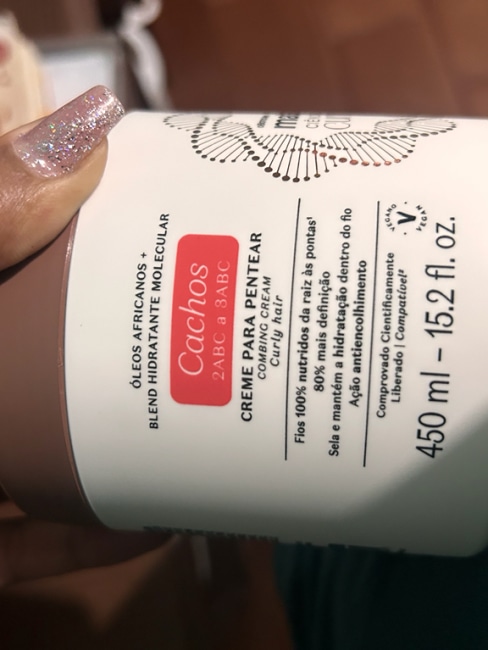 ÓLEOS AFRICANOS +
BLEND HIDRATANTE MOLECULAR
Cachos
2ABC a 3ABC
CREME PARA PENTEAR
COMBING CREAM
Curly hair
Fios 100% nutridos da raiz às pontas¹
80% mais definição
Sela e mantém a hidratação dentro do fio
Ação antiencolhimento
Comprovado Cientificamente
Liberado | Compatível²
VEGANO
V
VEGAN
450 ml – 15.2 fl. oz.